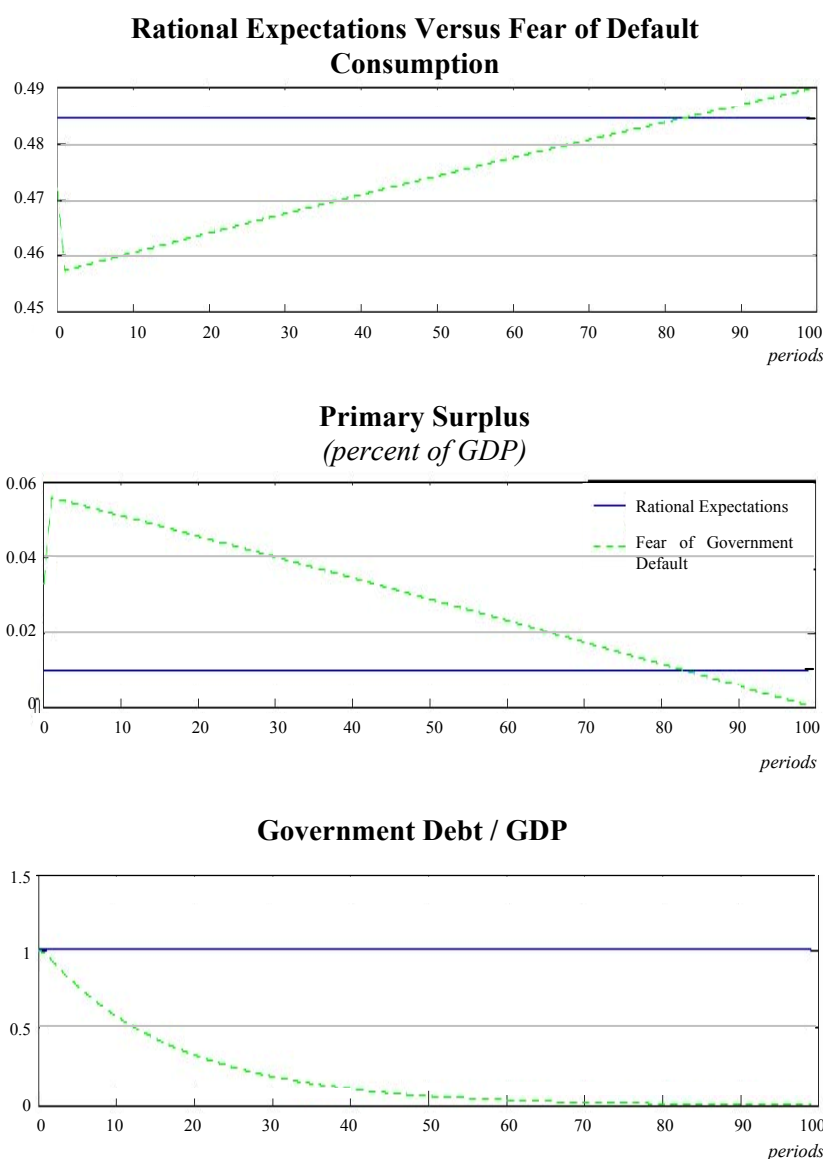 Rational Expectations Versus Fear of Default
Consumption
0.49
0.48
0.47
0.46
0.45
0 10 20 30 40 50 60 70 80 90 100
periods
Primary Surplus
(percent of GDP)
0.06
Rational Expectations
Fear of Government
0.04
Default
0.02
0
0 10 20 30 40 50 60 70 80 90 100
periods
Government Debt / GDP
1.5
1
0.5
0
0 10 20 30 40 50 60 70 80 90 100
periods